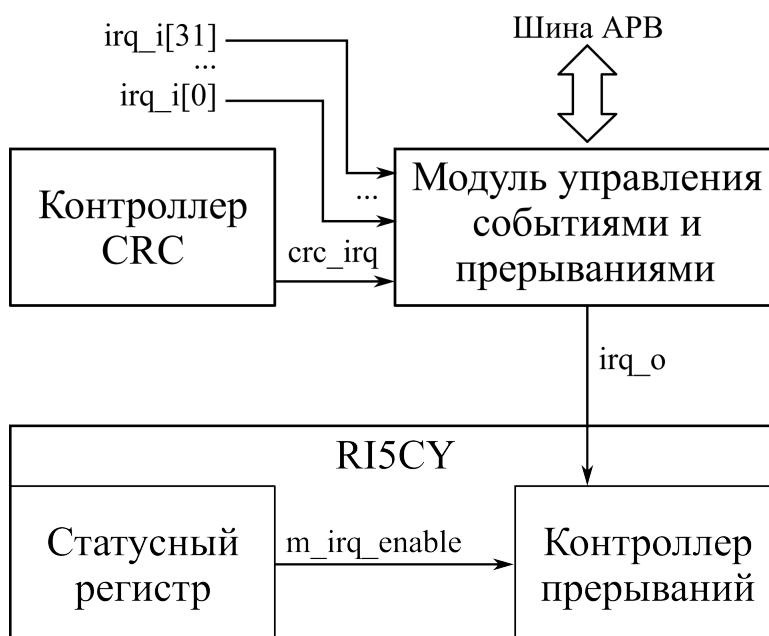 irq_i[31]
...
irq_i[0]
Шина APB
Контроллер
CRC
crc_irq
...
Модуль управления
событиями и
прерываниями
irq_o
RI5CY
Статусный
регистр
m_irq_enable
Контроллер
прерываний